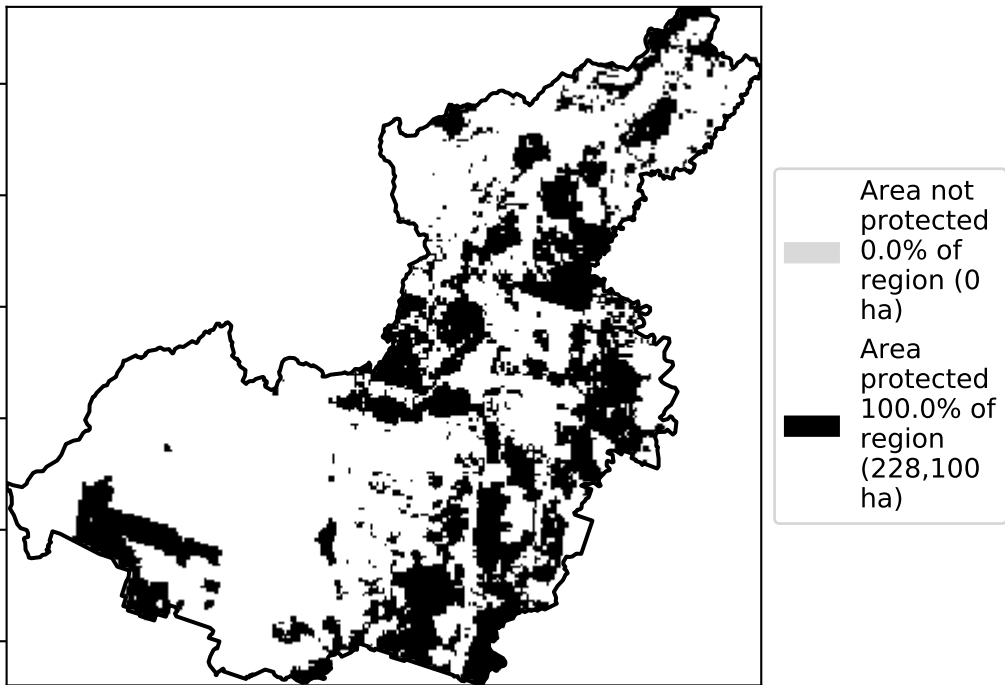 Area not
protected
0.0% of
region (0
ha)
Area
protected
100.0% of
region
(228,100
ha)